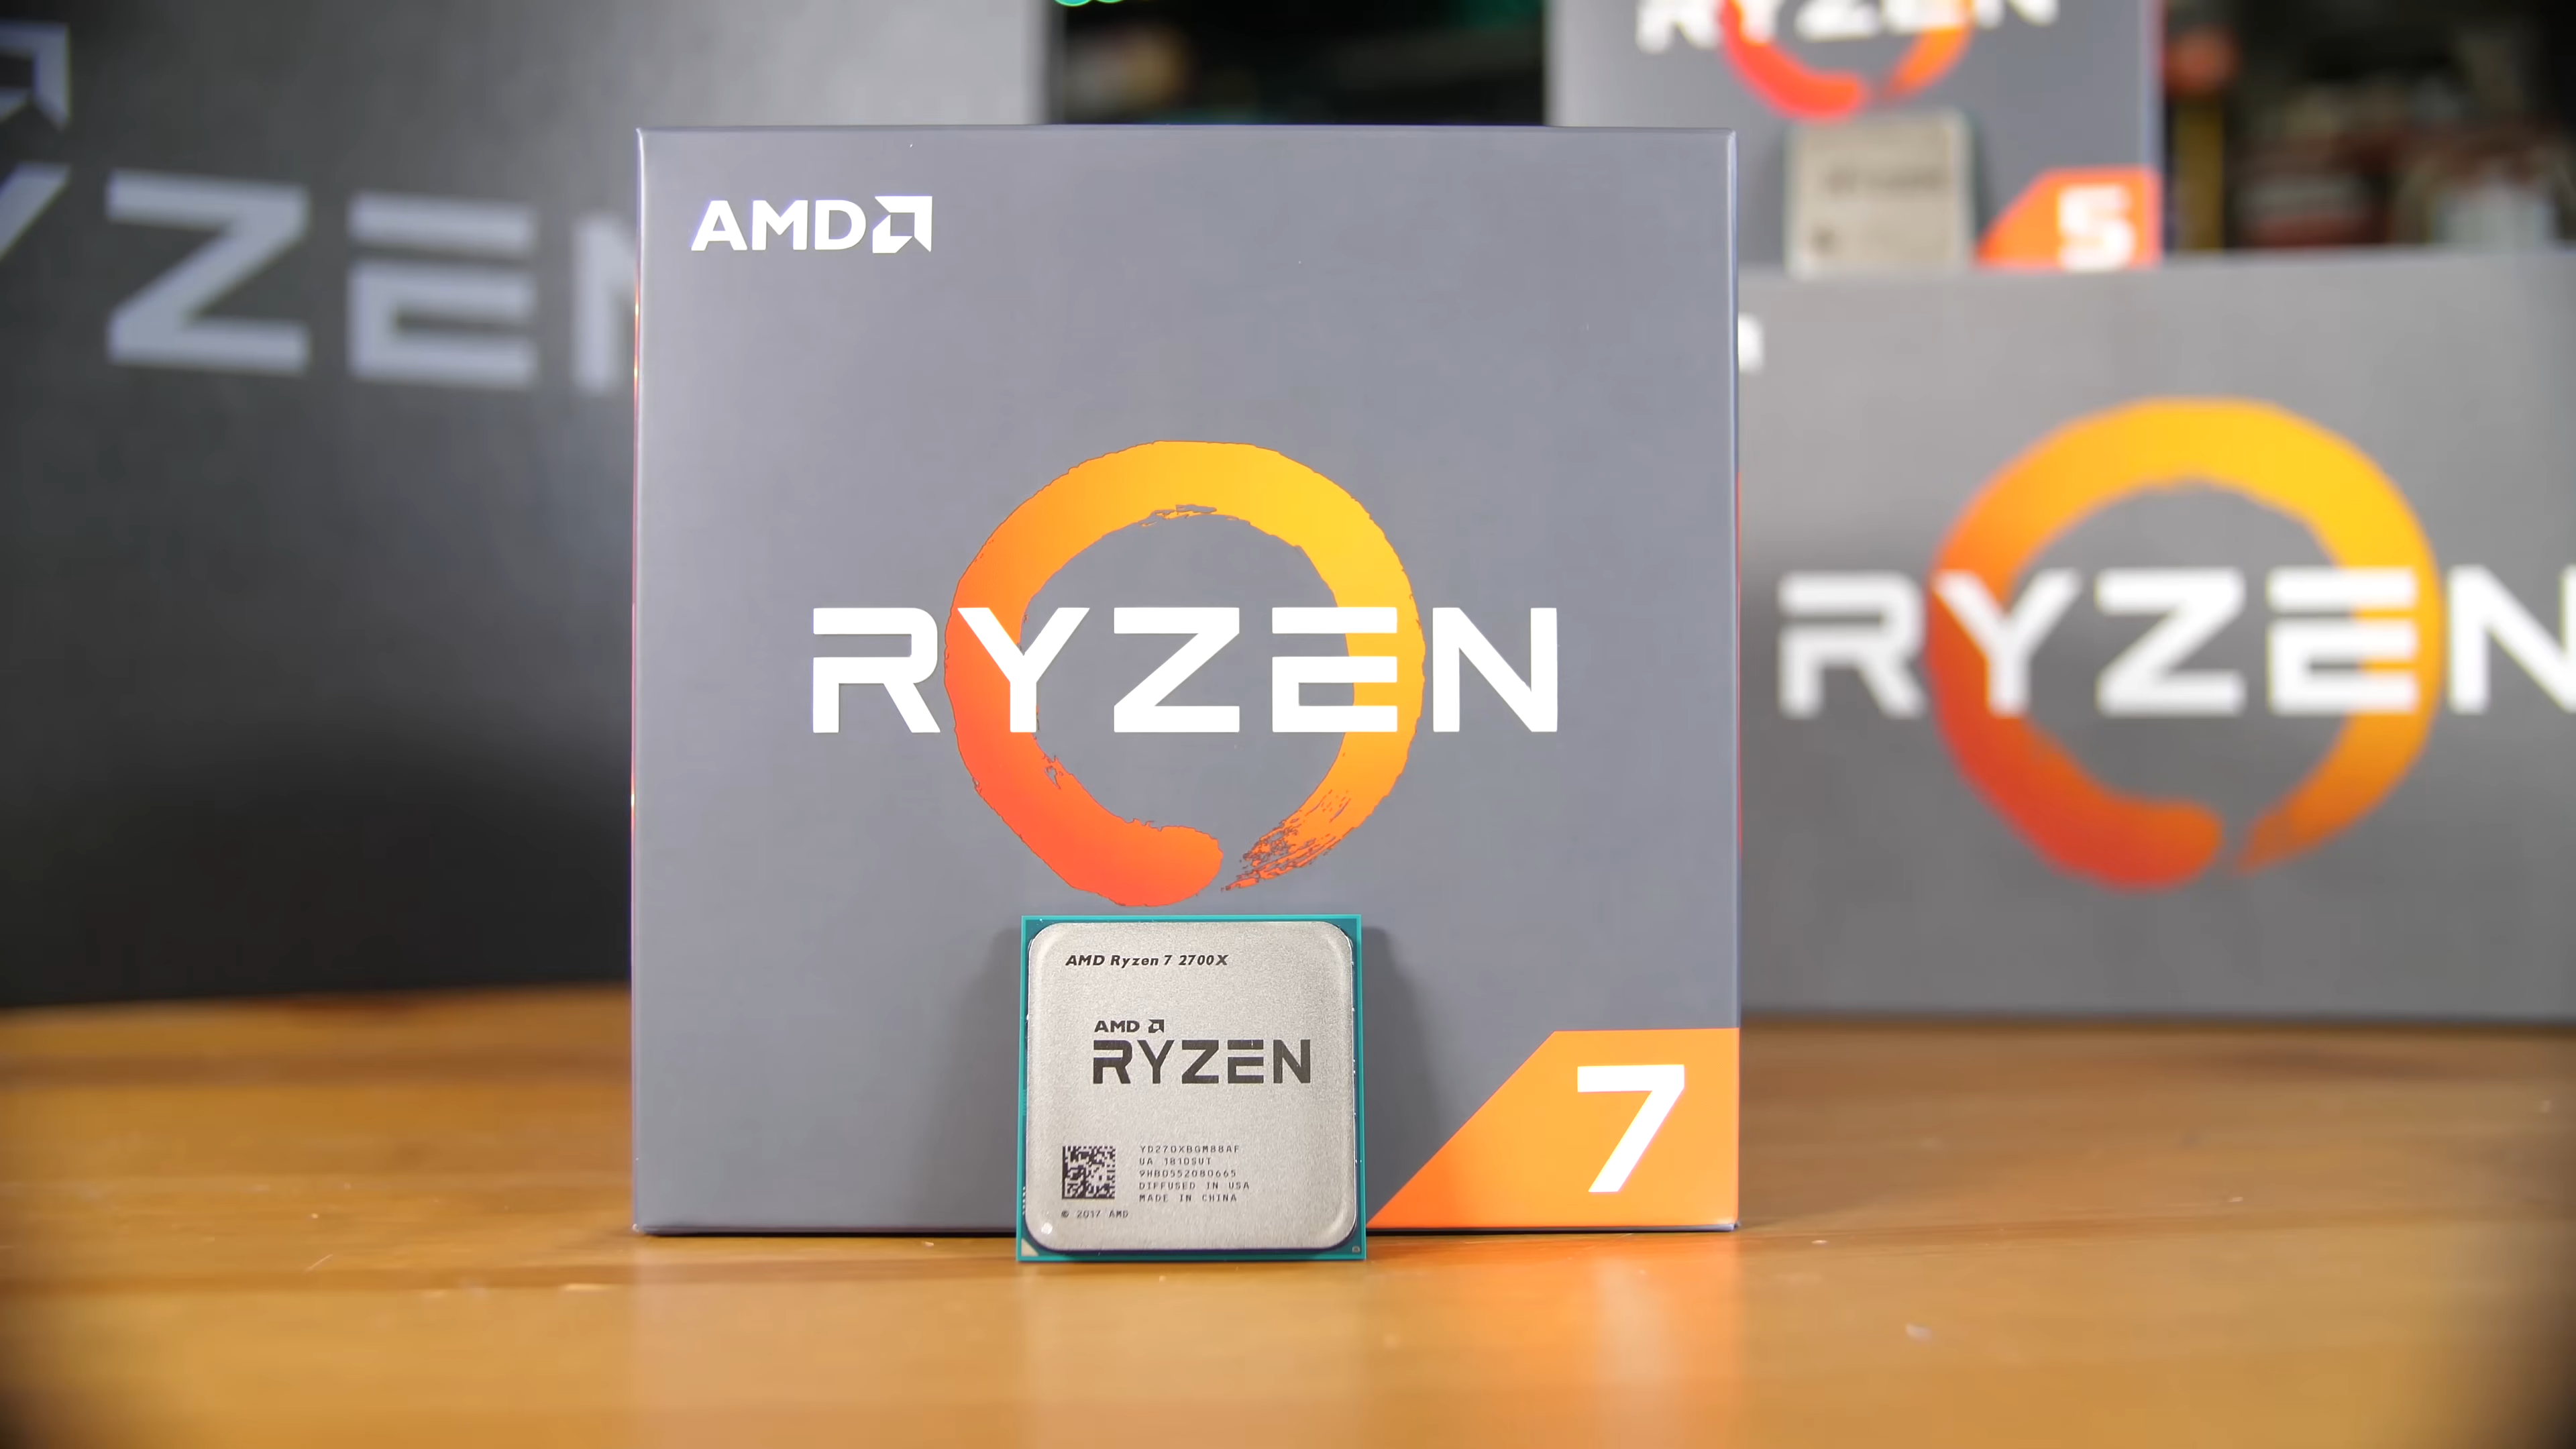 RYZEN
5
AMD
RYZEN
7
AMD Ryzen 7 2700X
AMD
RYZEN
YD270XBGM88AF
UA 1810SUT
9HBD552080665
DIFFUSED IN USA
MADE IN CHINA
© 2017 AMD
ZEN
RYZEN